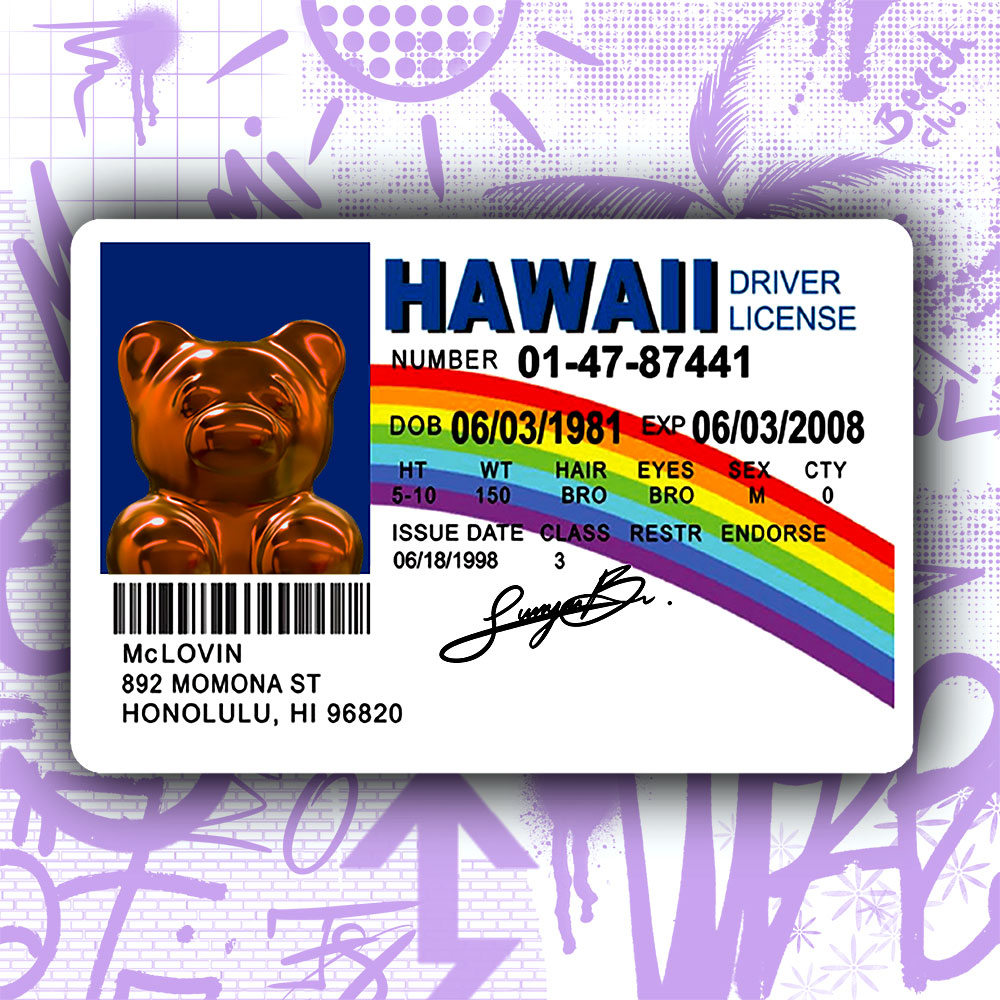 Beach
club
HAWAII DRIVER
LICENSE
NUMBER 01-47-87441
DOB 06/03/1981 EXP 06/03/2008
HT WT HAIR EYES SEX CTY
5-10 150 BRO BRO M 0
ISSUE DATE CLASS RESTR ENDORSE
06/18/1998 3
McLOVIN
892 MOMONA ST
HONOLULU, HI 96820